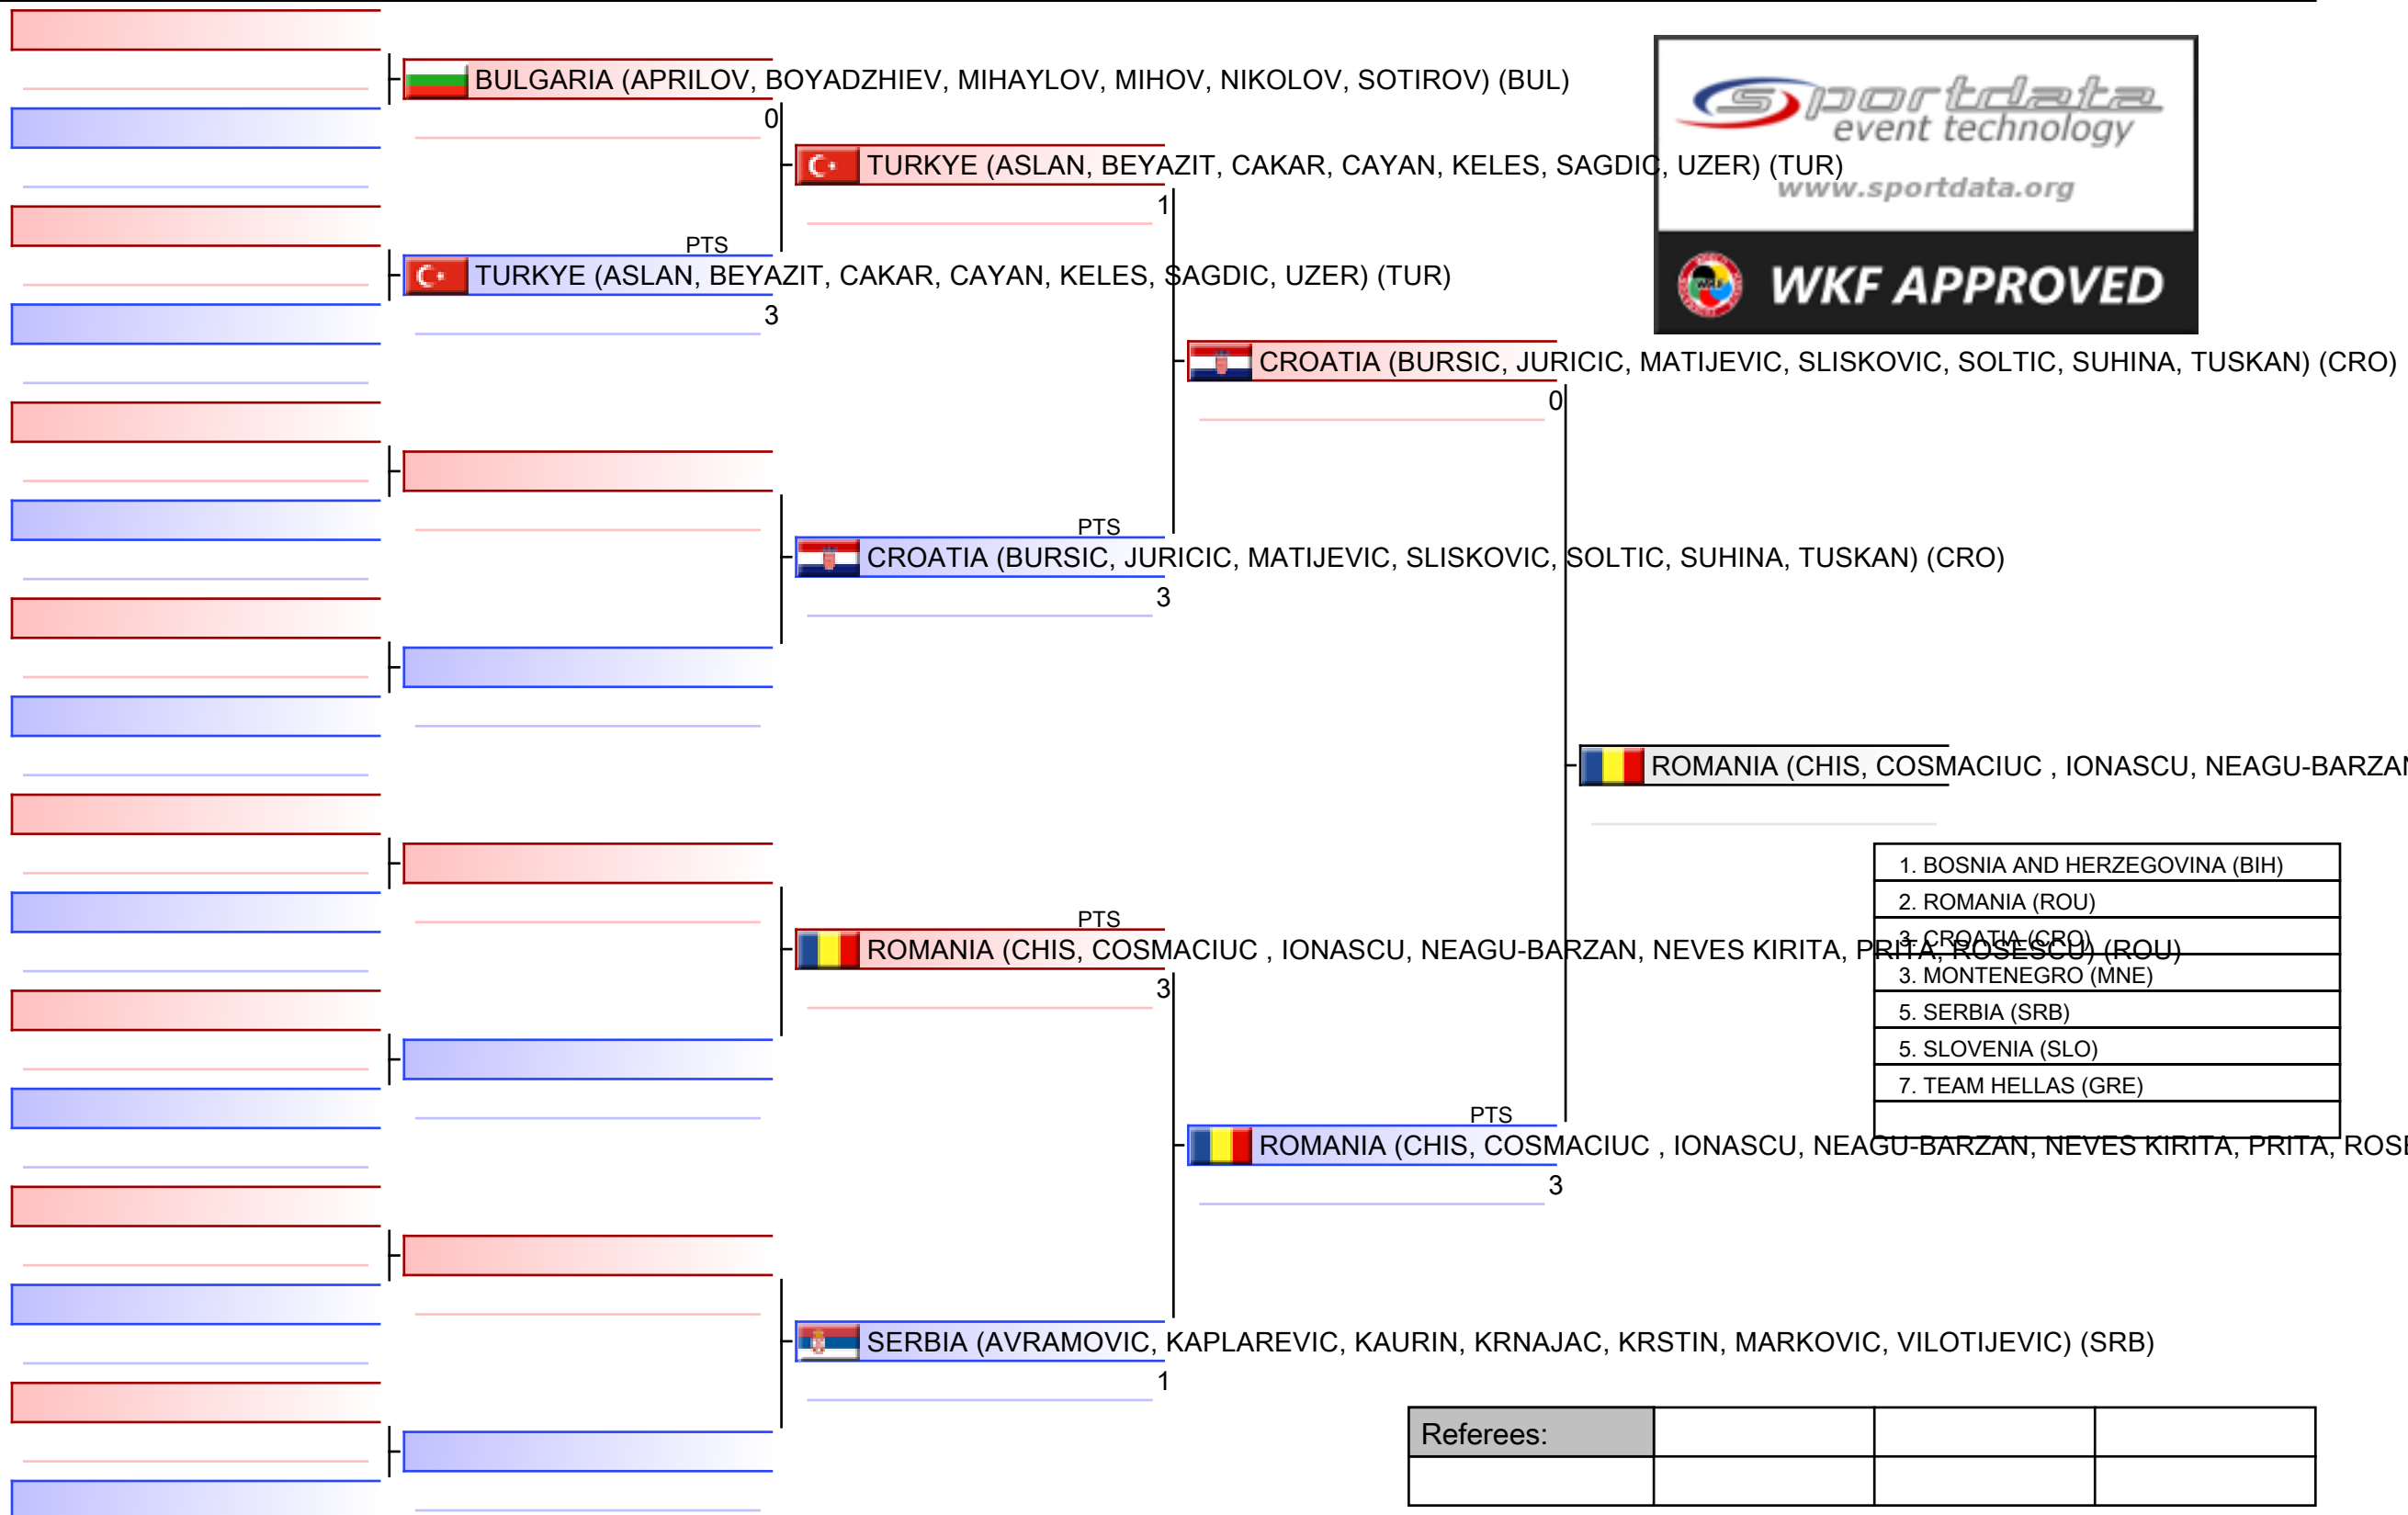 BULGARIA (APRILOV, BOYADZHIEV, MIHAYLOV, MIHOV, NIKOLOV, SOTIROV) (BUL)
0
sportdata
event technology
www.sportdata.org
WKF APPROVED
TURKYE (ASLAN, BEYAZIT, CAKAR, CAYAN, KELES, SAGDIC, UZER) (TUR)
1
PTS
TURKYE (ASLAN, BEYAZIT, CAKAR, CAYAN, KELES, SAGDIC, UZER) (TUR)
3
CROATIA (BURSIC, JURICIC, MATIJEVIC, SLISKOVIC, SOLTIC, SUHINA, TUSKAN) (CRO)
0
PTS
CROATIA (BURSIC, JURICIC, MATIJEVIC, SLISKOVIC, SOLTIC, SUHINA, TUSKAN) (CRO)
3
ROMANIA (CHIS, COSMACIUC , IONASCU, NEAGU-BARZAN
1. BOSNIA AND HERZEGOVINA (BIH)
2. ROMANIA (ROU)
3. CROATIA (CRO)
3. MONTENEGRO (MNE)
5. SERBIA (SRB)
5. SLOVENIA (SLO)
7. TEAM HELLAS (GRE)
PTS
ROMANIA (CHIS, COSMACIUC , IONASCU, NEAGU-BARZAN, NEVES KIRITA, PRITA, ROSESCU) (ROU)
3
PTS
ROMANIA (CHIS, COSMACIUC , IONASCU, NEAGU-BARZAN, NEVES KIRITA, PRITA, ROSE
3
SERBIA (AVRAMOVIC, KAPLAREVIC, KAURIN, KRNAJAC, KRSTIN, MARKOVIC, VILOTIJEVIC) (SRB)
1
Referees: